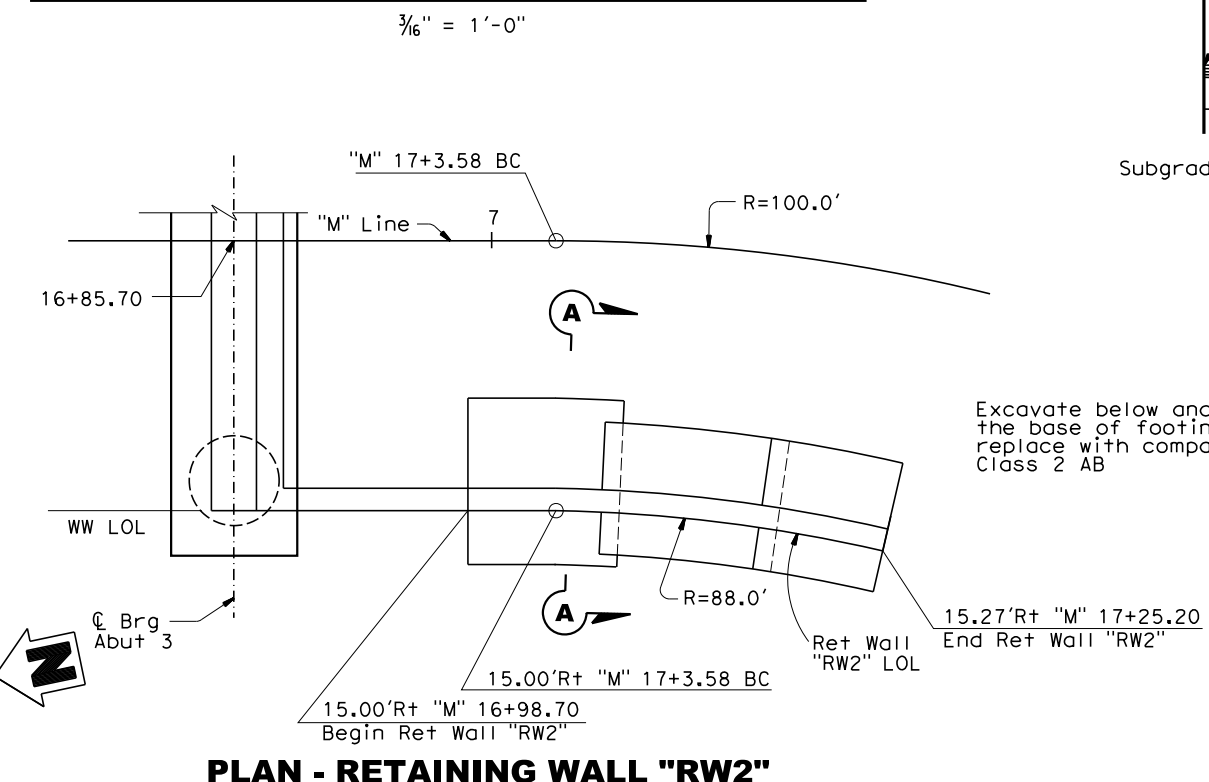 3/16" = 1'-0"
"M" 17+3.58 BC
R=100.0'
Subgrad
"M" Line
7
16+85.70
A
Excavate below and
the base of footin
replace with compa
Class 2 AB
WW LOL
℄ Brg
Abut 3
A
R=88.0'
15.27'Rt "M" 17+25.20
End Ret Wall "RW2"
Ret Wall
"RW2" LOL
N
15.00'Rt "M" 17+3.58 BC
15.00'Rt "M" 16+98.70
Begin Ret Wall "RW2"
PLAN - RETAINING WALL "RW2"